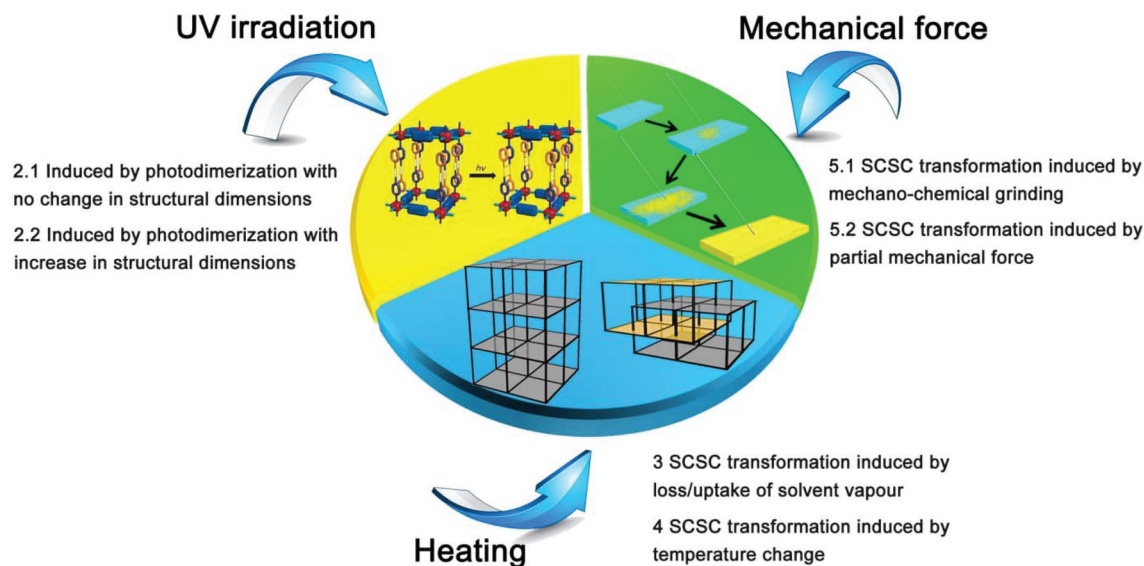 UV irradiation
Mechanical force
2.1 Induced by photodimerization with
no change in structural dimensions
2.2 Induced by photodimerization with
increase in structural dimensions
hν
5.1 SCSC transformation induced by
mechano-chemical grinding
5.2 SCSC transformation induced by
partial mechanical force
3 SCSC transformation induced by
loss/uptake of solvent vapour
4 SCSC transformation induced by
temperature change
Heating